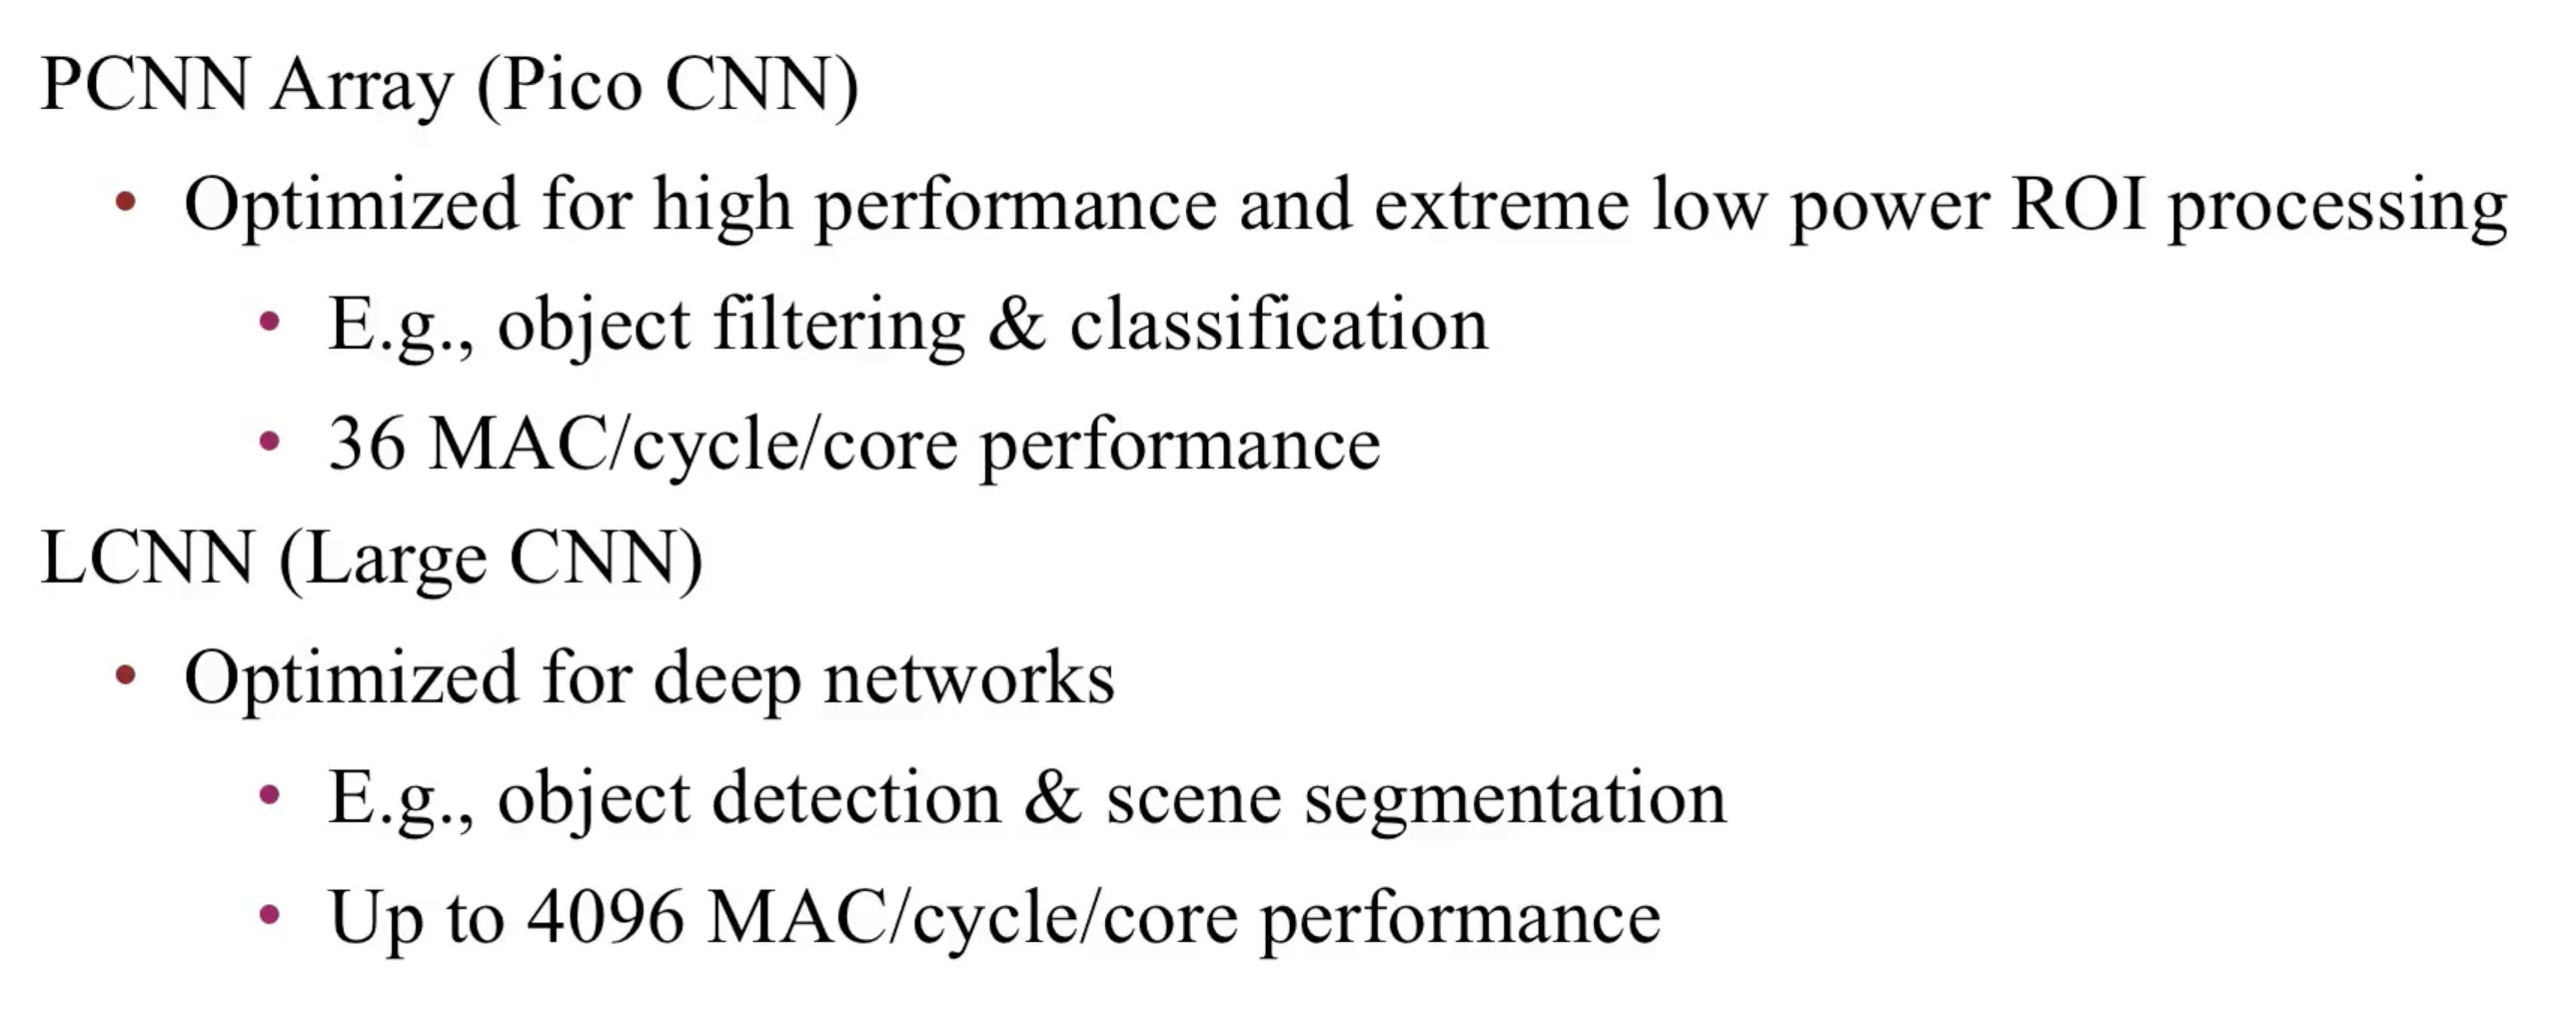 PCNN Array (Pico CNN)
• Optimized for high performance and extreme low power ROI processing
• E.g., object filtering & classification
• 36 MAC/cycle/core performance
LCNN (Large CNN)
• Optimized for deep networks
• E.g., object detection & scene segmentation
• Up to 4096 MAC/cycle/core performance